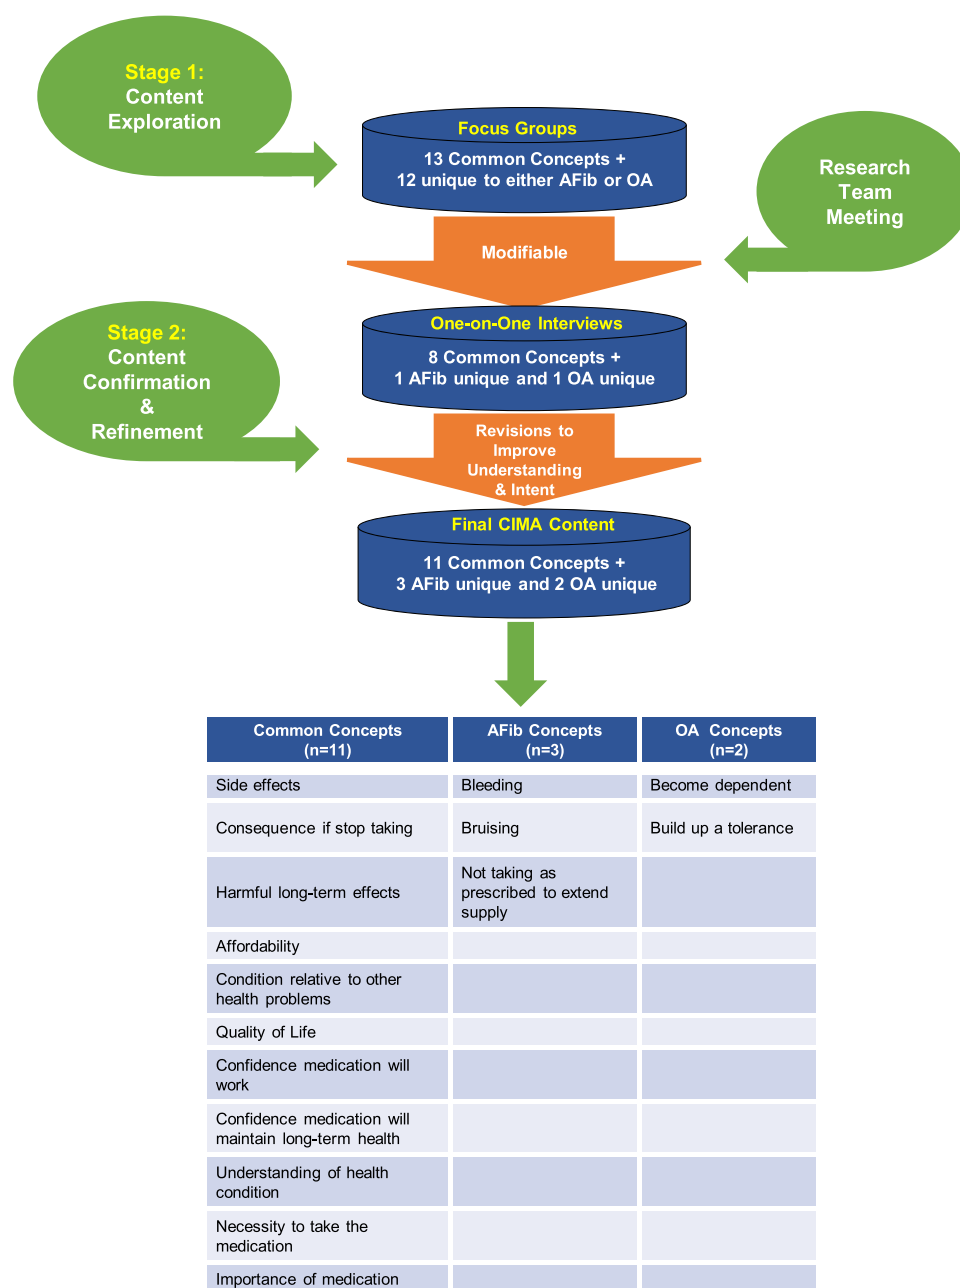 Stage 1:
Content
Exploration
Focus Groups
13 Common Concepts +
12 unique to either AFib or OA
Research
Team
Meeting
Modifiable
One-on-One Interviews
8 Common Concepts +
1 AFib unique and 1 OA unique
Stage 2:
Content
Confirmation
&
Refinement
Revisions to
Improve
Understanding
& Intent
Final CIMA Content
11 Common Concepts +
3 AFib unique and 2 OA unique
Common Concepts
(n=11)
AFib Concepts
(n=3)
OA Concepts
(n=2)
Side effects
Bleeding
Become dependent
Consequence if stop taking
Bruising
Build up a tolerance
Harmful long-term effects
Not taking as
prescribed to extend
supply
Affordability
Condition relative to other
health problems
Quality of Life
Confidence medication will
work
Confidence medication will
maintain long-term health
Understanding of health
condition
Necessity to take the
medication
Importance of medication